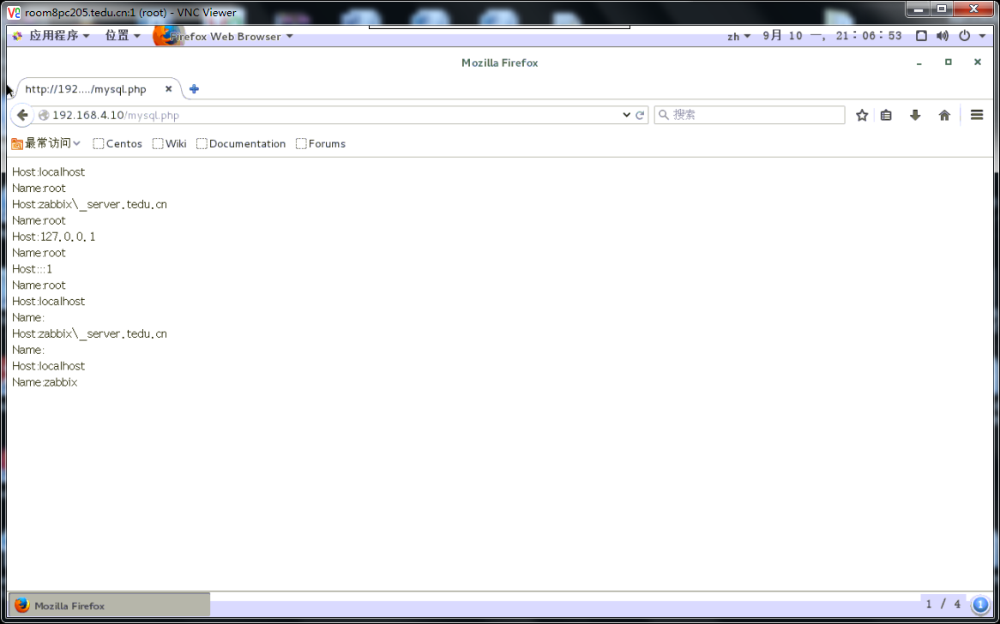 room8pc205.tedu.cn:1 (root) - VNC Viewer
应用程序 位置 Firefox Web Browser zh 9月 10 一, 21:06:53
Mozilla Firefox
http://192..../mysql.php
192.168.4.10/mysql.php 搜索
最常访问 Centos Wiki Documentation Forums
Host:localhost
Name:root
Host:zabbix\_server.tedu.cn
Name:root
Host:127.0.0.1
Name:root
Host:::1
Name:root
Host:localhost
Name:
Host:zabbix\_server.tedu.cn
Name:
Host:localhost
Name:zabbix
Mozilla Firefox 1 / 4 1